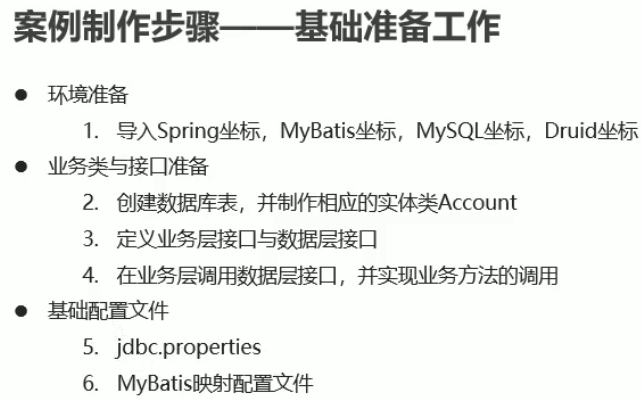 案例制作步骤——基础准备工作
● 环境准备
1. 导入Spring坐标，MyBatis坐标，MySQL坐标，Druid坐标
● 业务类与接口准备
2. 创建数据库表，并制作相应的实体类Account
3. 定义业务层接口与数据层接口
4. 在业务层调用数据层接口，并实现业务方法的调用
● 基础配置文件
5. jdbc.properties
6. MyBatis映射配置文件